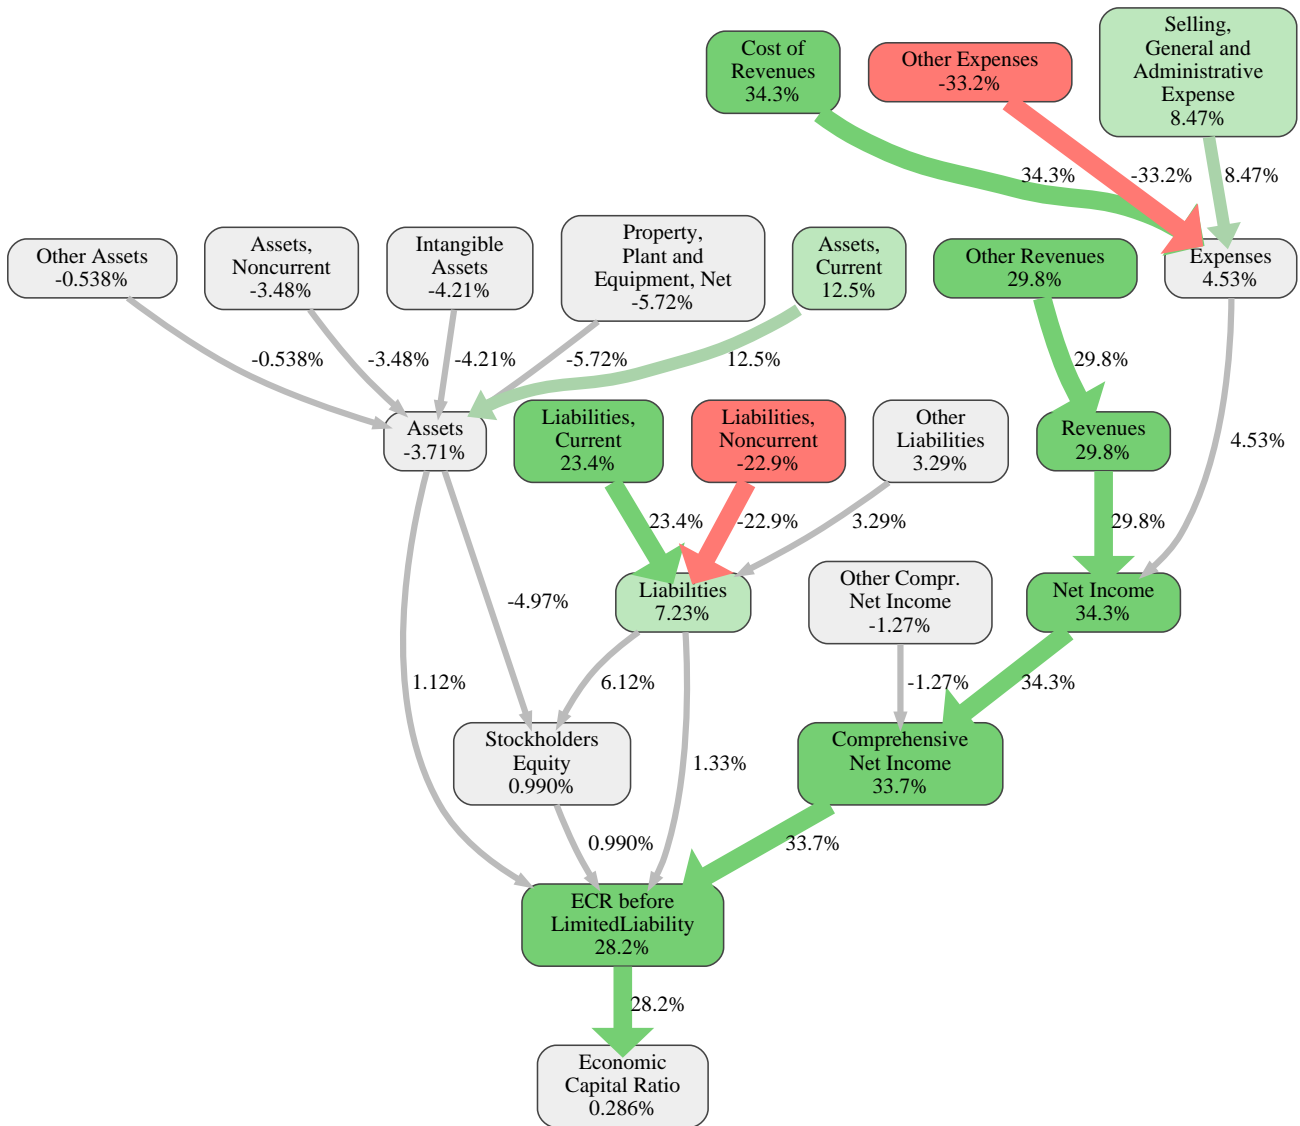 Cost of
Revenues
34.3%
Other Expenses
-33.2%
Selling,
General and
Administrative
Expense
8.47%
34.3%
-33.2%
8.47%
Other Assets
-0.538%
Assets,
Noncurrent
-3.48%
Intangible
Assets
-4.21%
Property,
Plant and
Equipment, Net
-5.72%
Assets,
Current
12.5%
Other Revenues
29.8%
Expenses
4.53%
-0.538%
-3.48%
-4.21%
-5.72%
12.5%
29.8%
4.53%
Assets
-3.71%
Liabilities,
Current
23.4%
Liabilities,
Noncurrent
-22.9%
Other
Liabilities
3.29%
Revenues
29.8%
23.4%
-22.9%
3.29%
29.8%
Liabilities
7.23%
Other Compr.
Net Income
-1.27%
Net Income
34.3%
-4.97%
1.12%
6.12%
-1.27%
34.3%
Stockholders
Equity
0.990%
1.33%
Comprehensive
Net Income
33.7%
0.990%
33.7%
ECR before
LimitedLiability
28.2%
28.2%
Economic
Capital Ratio
0.286%